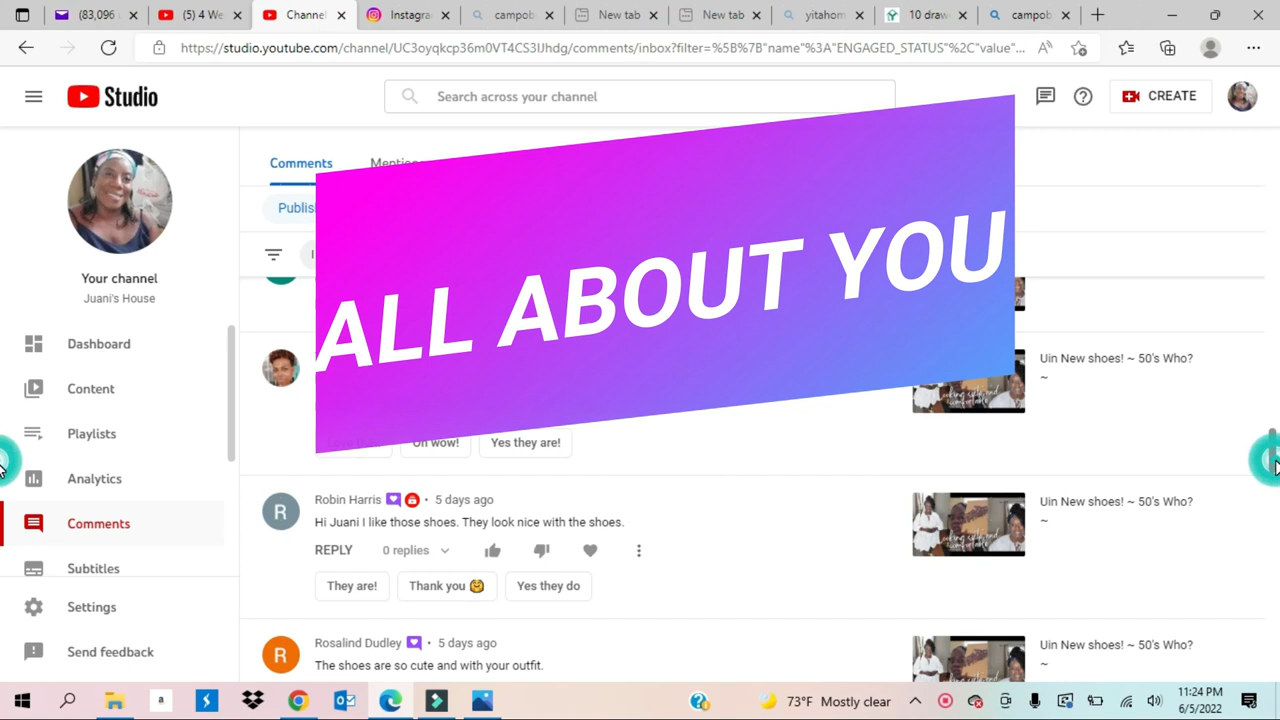 (83,096
(5) 4 We
Channel
Instagra
campob
New tab
New tab
yitahom
10 draw
campob
https://studio.youtube.com/channel/UC3oyqkcp36m0VT4CS3IJhdg/comments/inbox?filter=%5B%7B"name"%3A"ENGAGED_STATUS"%2C"value"...
Studio
Search across your channel
CREATE
Comments
Mentions
Publis
ALL ABOUT YOU
Your channel
Juani's House
Dashboard
Content
Playlists
Analytics
Comments
Subtitles
Settings
Send feedback
Uin New shoes! ~ 50's Who?
~
Oh wow!
Yes they are!
Robin Harris • 5 days ago
Hi Juani I like those shoes. They look nice with the shoes.
REPLY 0 replies
They are!
Thank you 🤗
Yes they do
Uin New shoes! ~ 50's Who?
~
Rosalind Dudley • 5 days ago
The shoes are so cute and with your outfit.
Uin New shoes! ~ 50's Who?
~
73°F Mostly clear
11:24 PM
6/5/2022